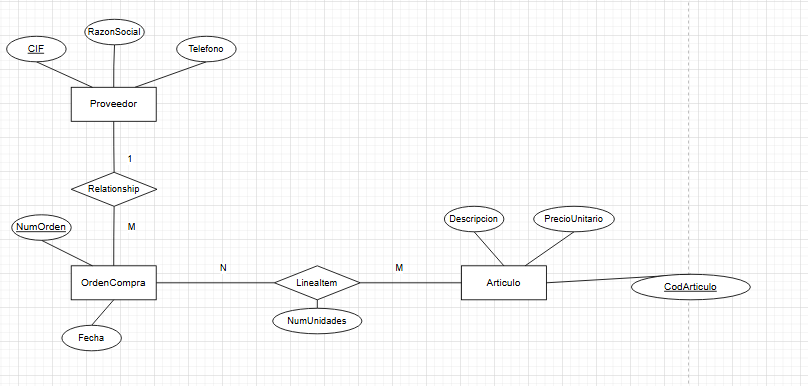 RazonSocial
CIF
Telefono
Proveedor
1
Relationship
M
NumOrden
Descripcion
PrecioUnitario
N
M
OrdenCompra
LineaItem
Articulo
CodArticulo
NumUnidades
Fecha